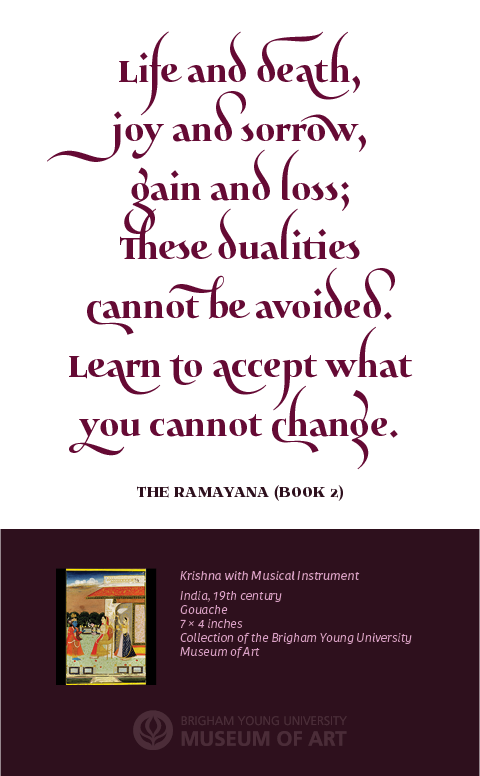 Life and death,
joy and sorrow,
gain and loss;
These dualities
cannot be avoided.
Learn to accept what
you cannot change.
THE RAMAYANA (BOOK 2)
Krishna with Musical Instrument
India, 19th century
Gouache
7 × 4 inches
Collection of the Brigham Young University
Museum of Art
BRIGHAM YOUNG UNIVERSITY
MUSEUM OF ART